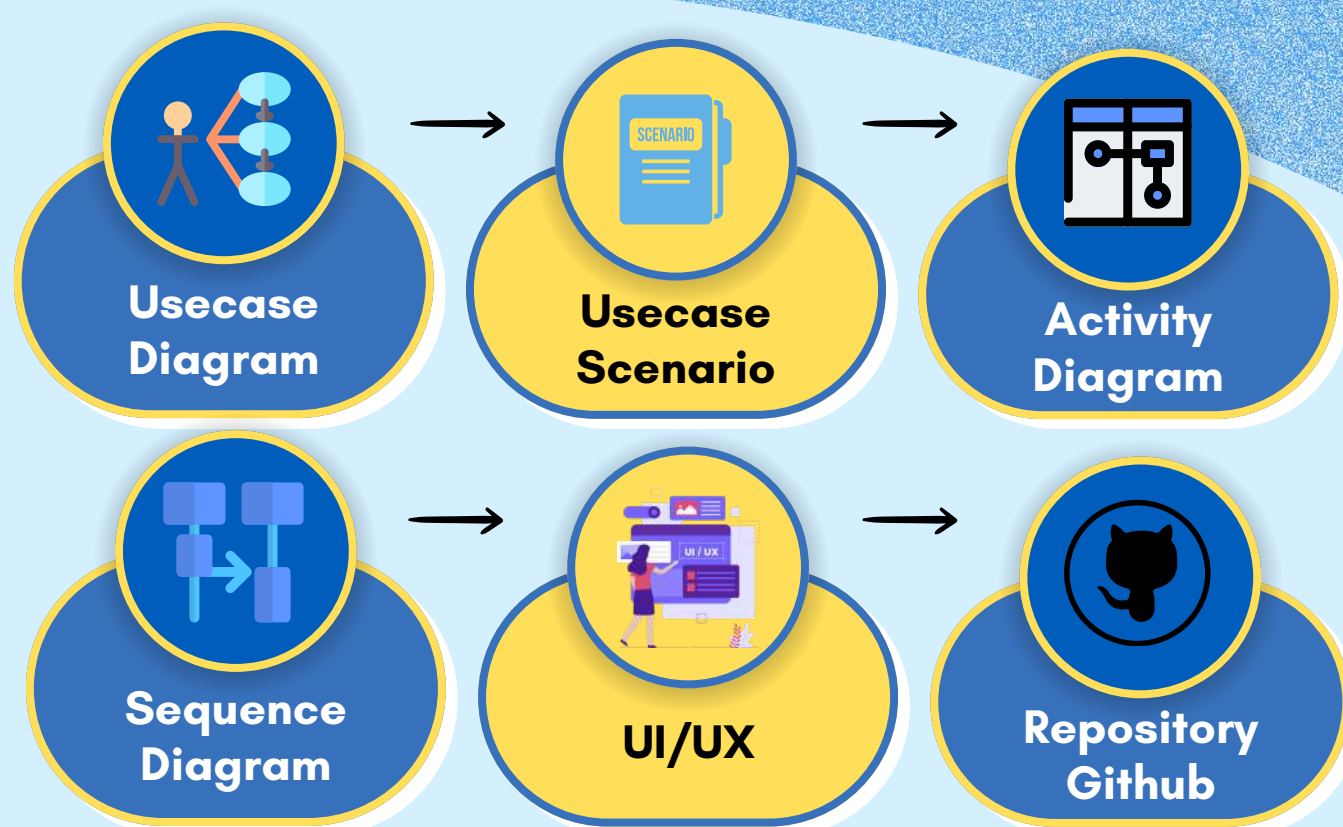 SCENARIO
Usecase
Diagram
Usecase
Scenario
Activity
Diagram
UI / UX
Sequence
Diagram
UI/UX
Repository
Github